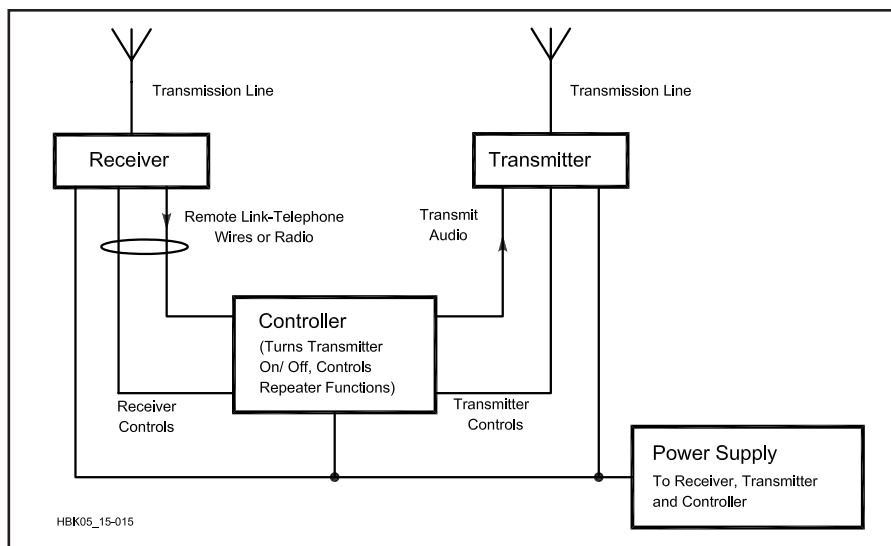 Transmission Line
Transmission Line
Receiver
Transmitter
Remote Link-Telephone
Wires or Radio
Transmit
Audio
Controller
(Turns Transmitter
On/ Off, Controls
Repeater Functions)
Receiver
Controls
Transmitter
Controls
Power Supply
To Receiver, Transmitter
and Controller
HBK05_15-015